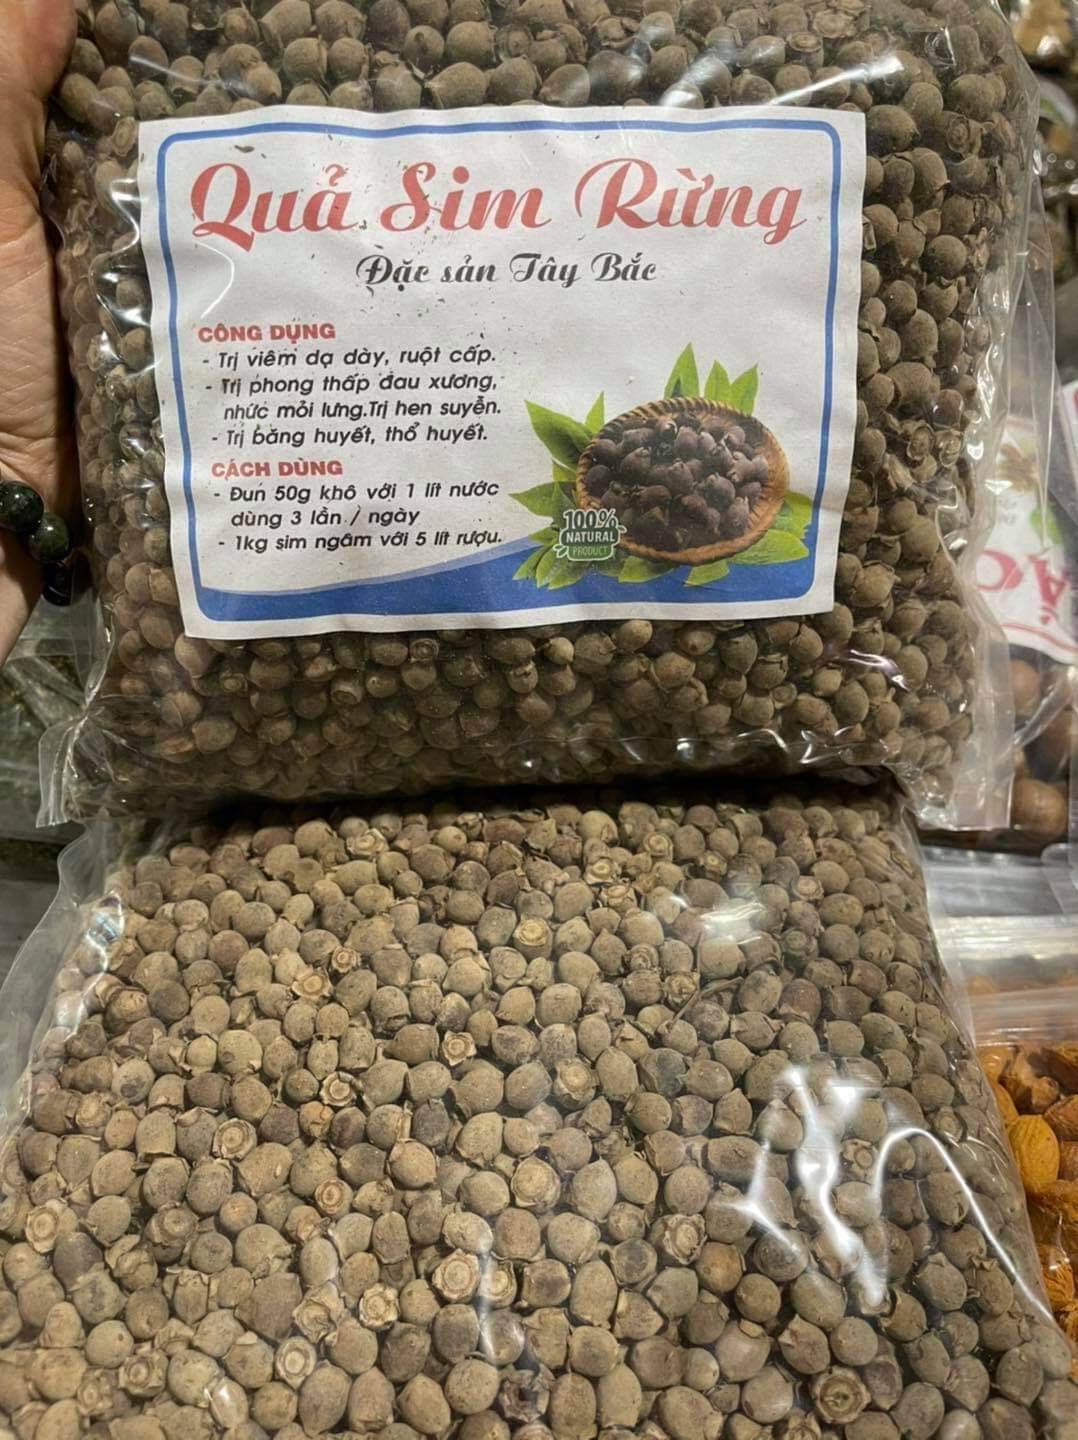 Quả Sim Rừng
Đặc sản Tây Bắc
CÔNG DỤNG
- Trị viêm dạ dày, ruột cấp.
- Trị phong thấp đau xương,
nhức mỏi lưng.Trị hen suyễn.
- Trị băng huyết, thổ huyết.
CÁCH DÙNG
- Đun 50g khô với 1 lít nước
dùng 3 lần / ngày
- 1kg sim ngâm với 5 lít rượu.
100%
NATURAL
PRODUCT